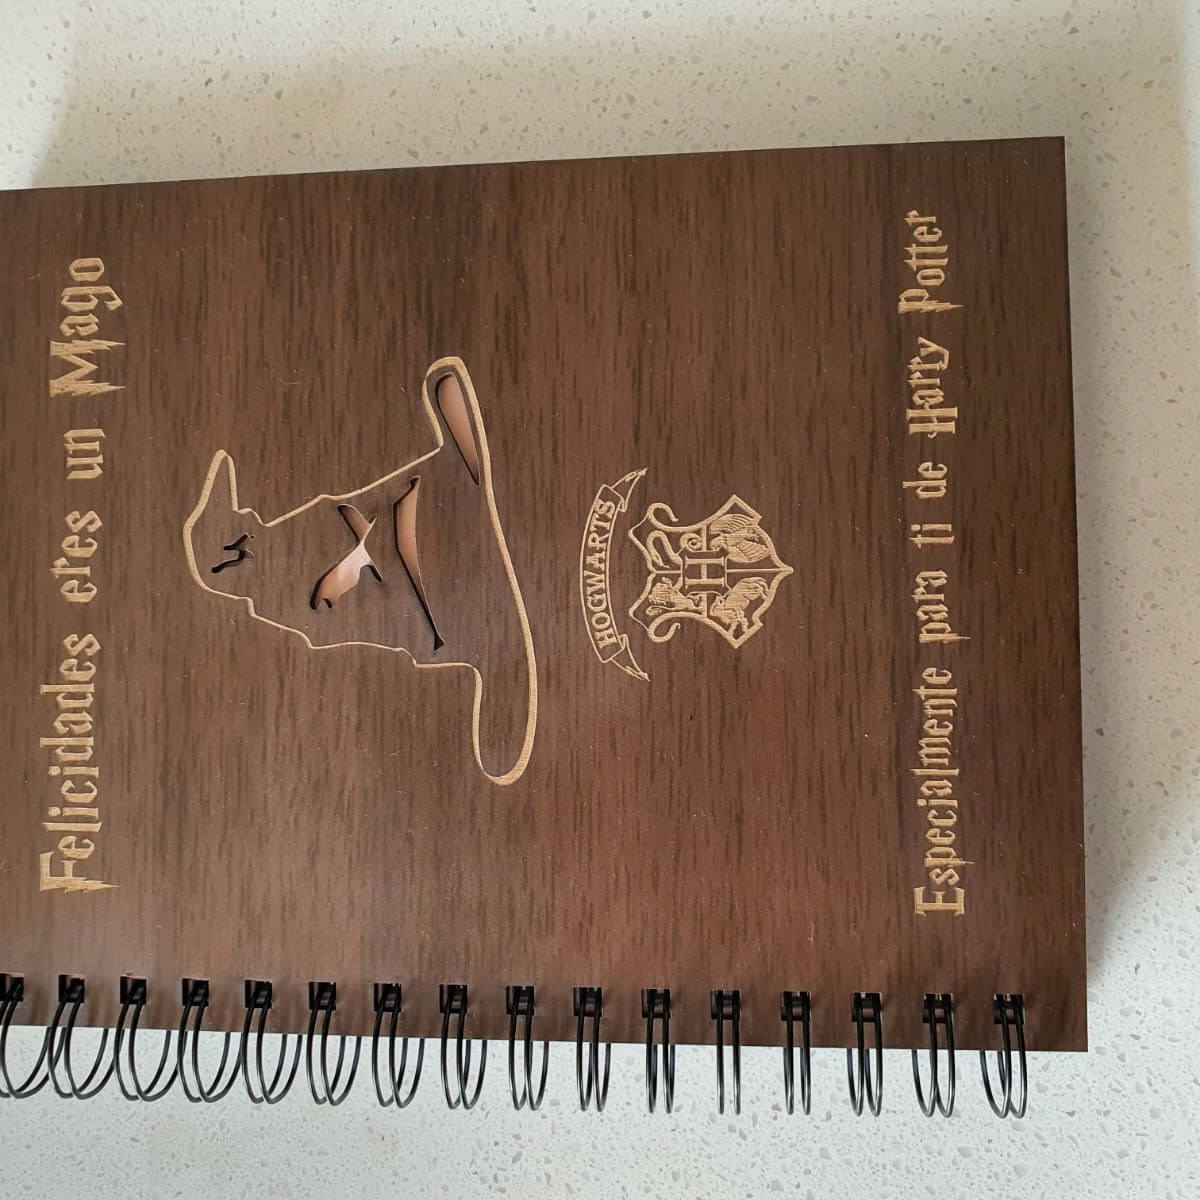 Felicidades eres un Mago
HOGWARTS
H
Especialmente para ti de Harry Potter